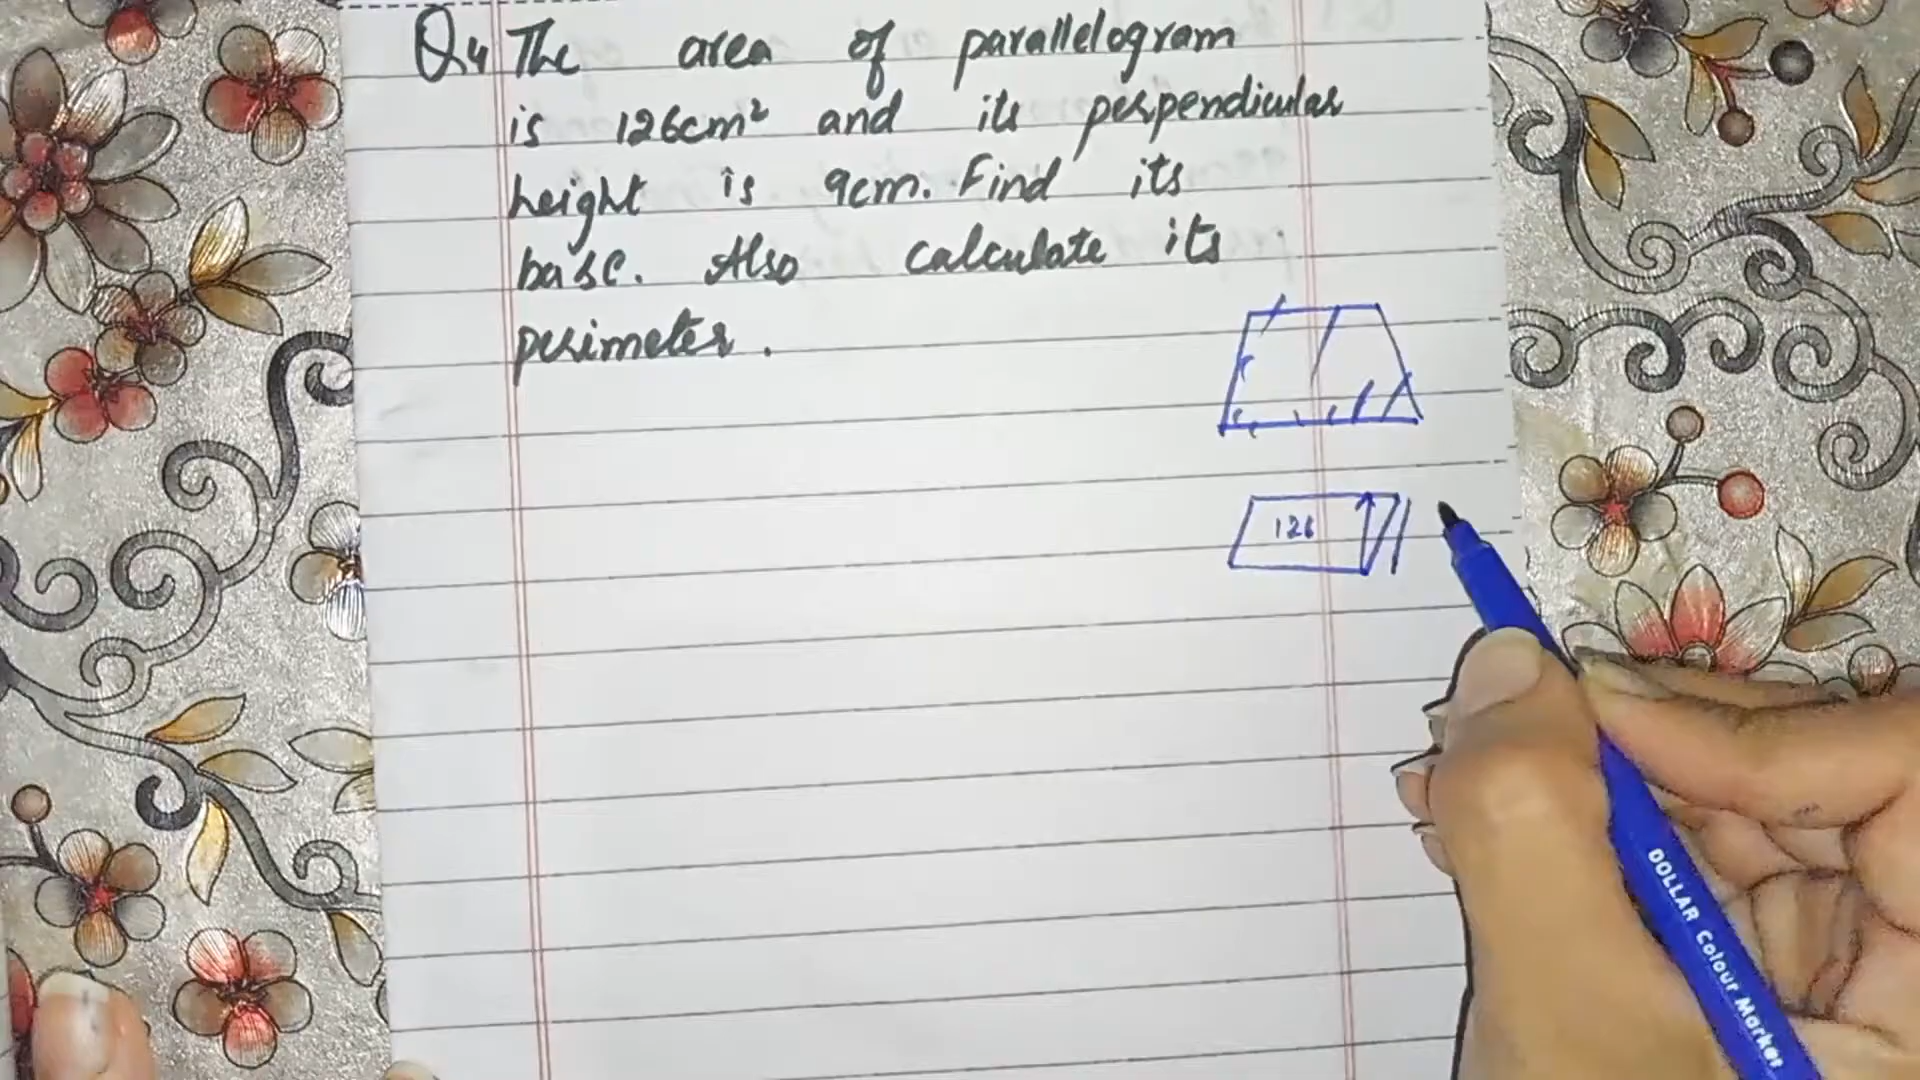 Q4 The area of parallelogram
is 126cm² and its perpendicular
height is 9cm. Find its
base. Also calculate its
perimeter.
126
DOLLAR Colour Marker